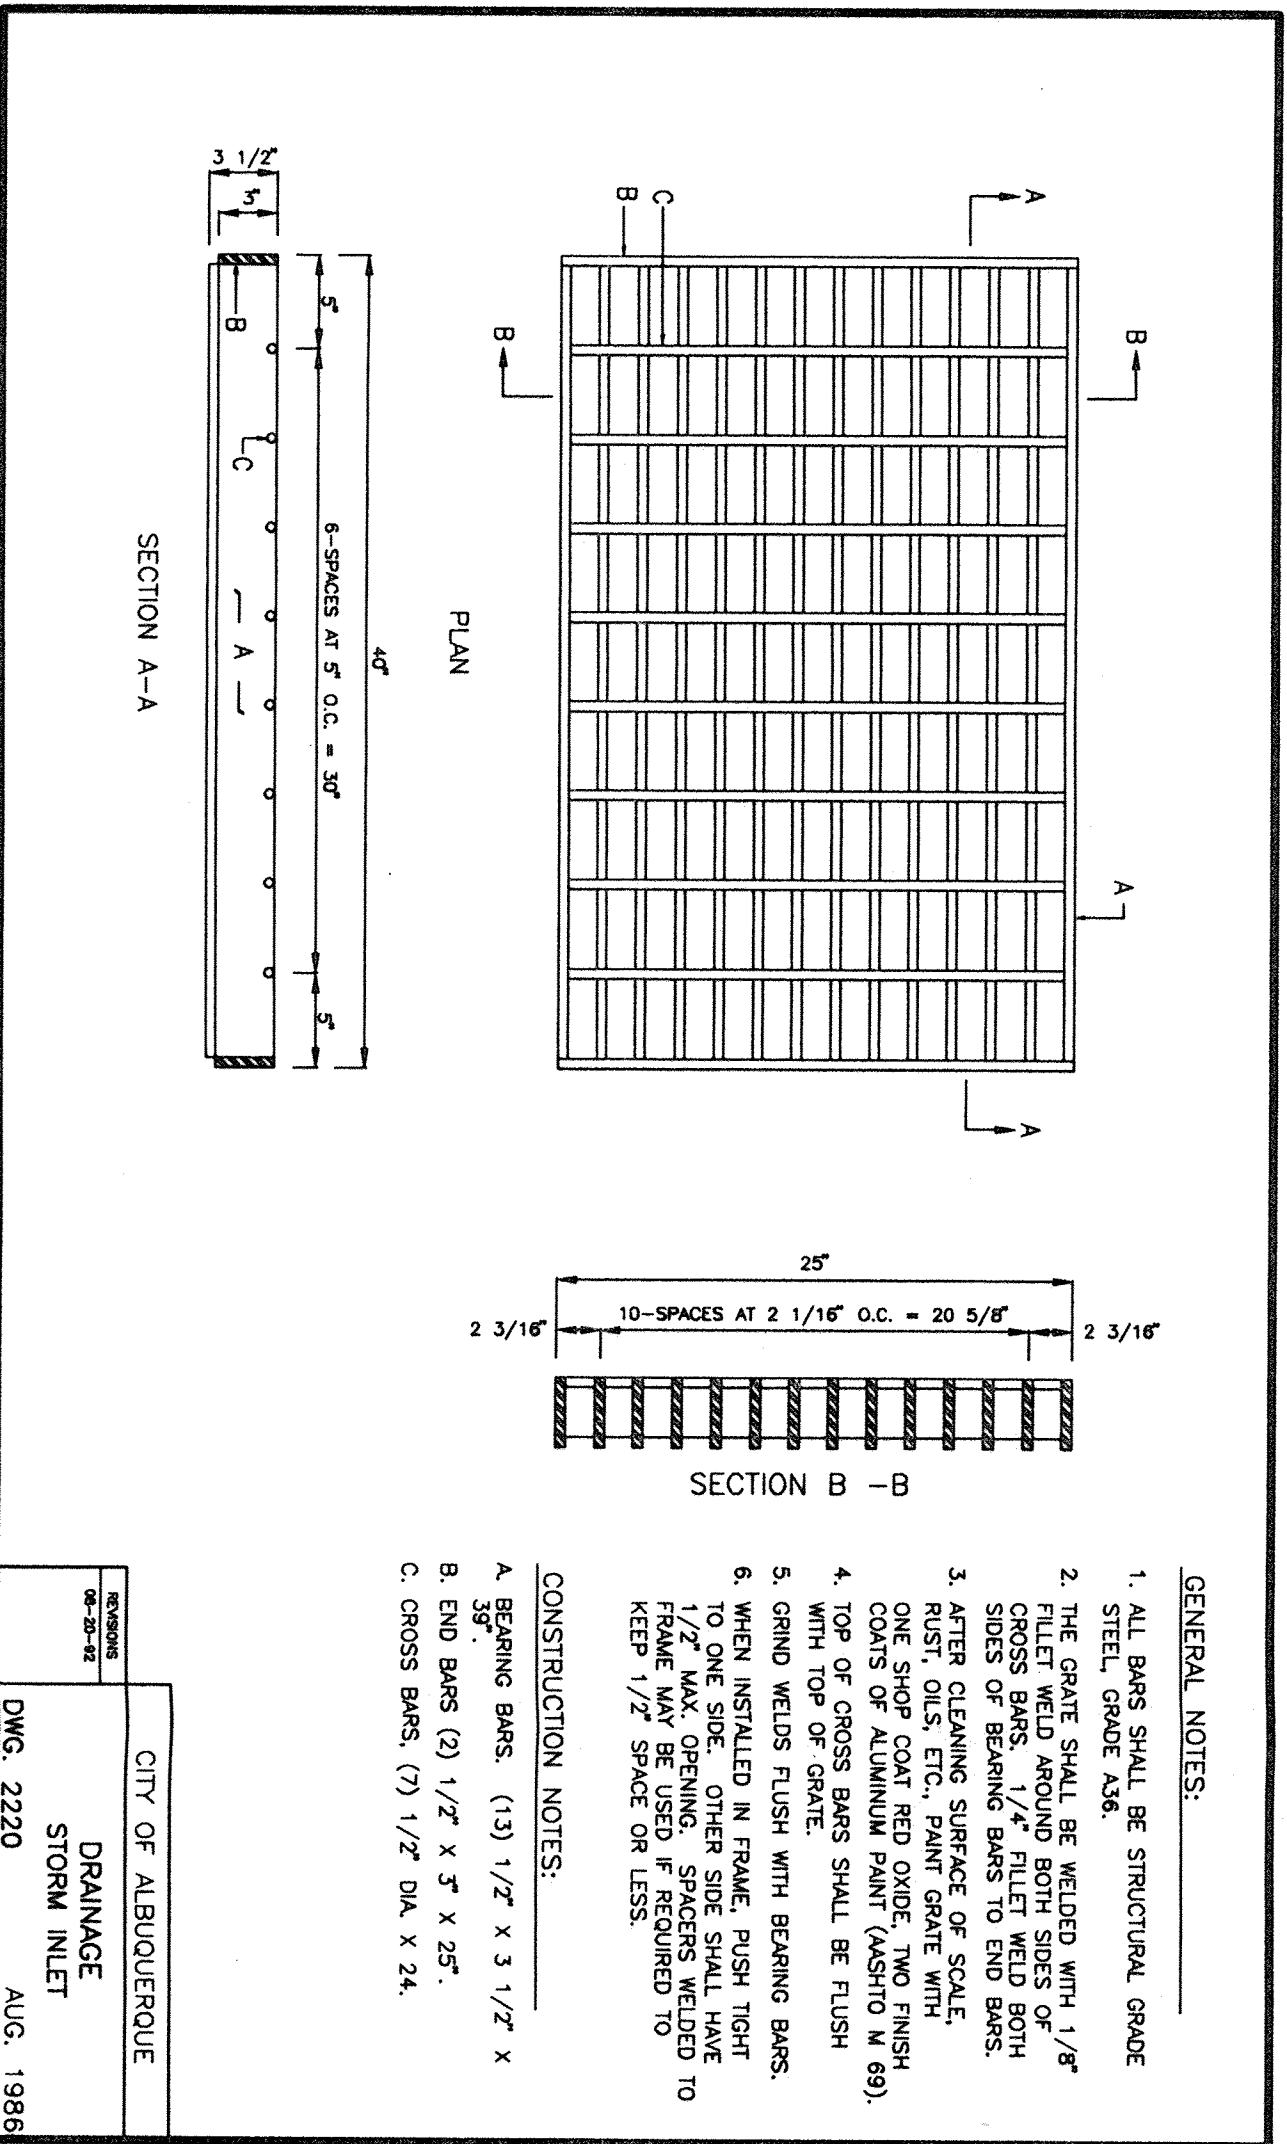 GENERAL NOTES:
1. ALL BARS SHALL BE STRUCTURAL GRADE
STEEL, GRADE A36.
2. THE GRATE SHALL BE WELDED WITH 1/8"
FILLET WELD AROUND BOTH SIDES OF
CROSS BARS. 1/4" FILLET WELD BOTH
SIDES OF BEARING BARS TO END BARS.
3. AFTER CLEANING SURFACE OF SCALE,
RUST, OILS, ETC., PAINT GRATE WITH
ONE SHOP COAT RED OXIDE, TWO FINISH
COATS OF ALUMINUM PAINT (AASHTO M 69).
4. TOP OF CROSS BARS SHALL BE FLUSH
WITH TOP OF GRATE.
5. GRIND WELDS FLUSH WITH BEARING BARS.
6. WHEN INSTALLED IN FRAME, PUSH TIGHT
TO ONE SIDE. OTHER SIDE SHALL HAVE
1/2" MAX. OPENING. SPACERS WELDED TO
FRAME MAY BE USED IF REQUIRED TO
KEEP 1/2" SPACE OR LESS.
CONSTRUCTION NOTES:
A. BEARING BARS. (13) 1/2" X 3 1/2" X
39".
B. END BARS (2) 1/2" X 3" X 25".
C. CROSS BARS, (7) 1/2" DIA. X 24.
A
A
B
B
A
C
B
PLAN
40"
5"
6-SPACES AT 5" O.C. = 30"
5"
3 1/2"
3"
B
C
A
SECTION A-A
25"
10-SPACES AT 2 1/16" O.C. = 20 5/8"
2 3/16"
2 3/16"
SECTION B -B
REVISIONS
08-20-92
CITY OF ALBUQUERQUE
DRAINAGE
STORM INLET
DWG. 2220
AUG. 1986